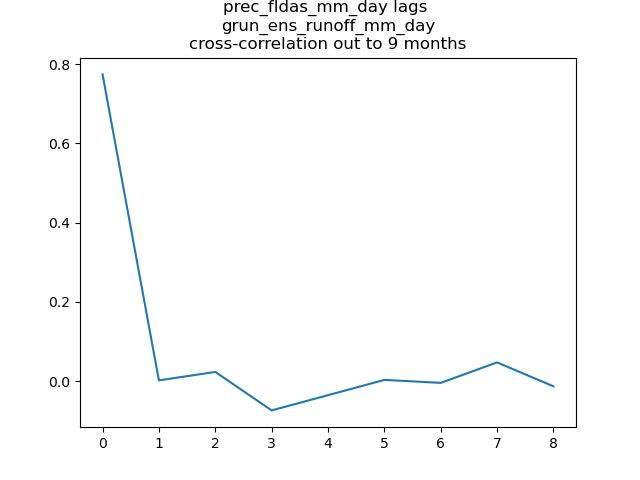 prec_fldas_mm_day lags
grun_ens_runoff_mm_day
cross-correlation out to 9 months
0.8
0.6
0.4
0.2
0.0
0 1 2 3 4 5 6 7 8